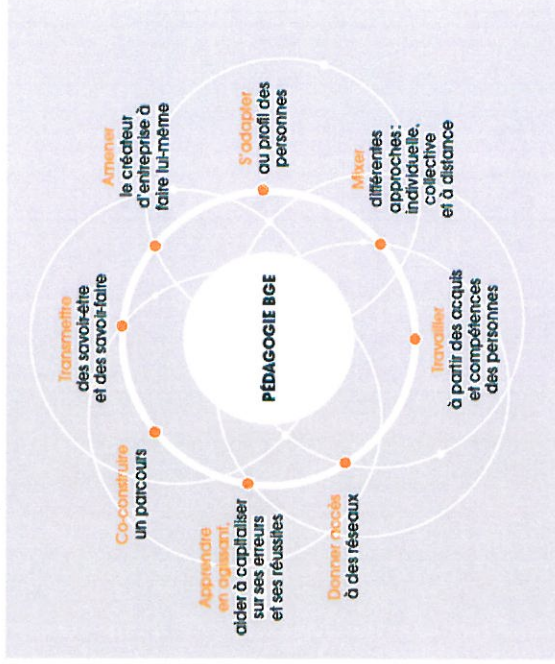 PÉDAGOGIE BGE
Transmettre
des savoir-être
et des savoir-faire
Amener
le créateur
d'entreprise à
faire lui-même
S'adapter
au profil des
personnes
Mixer
différentes
approches :
individuelle,
collective
et à distance
Travailler
à partir des acquis
et compétences
des personnes
Donner accès
à des réseaux
Apprendre
en agissant,
aider à capitaliser
sur ses erreurs
et ses réussites
Co-construire
un parcours